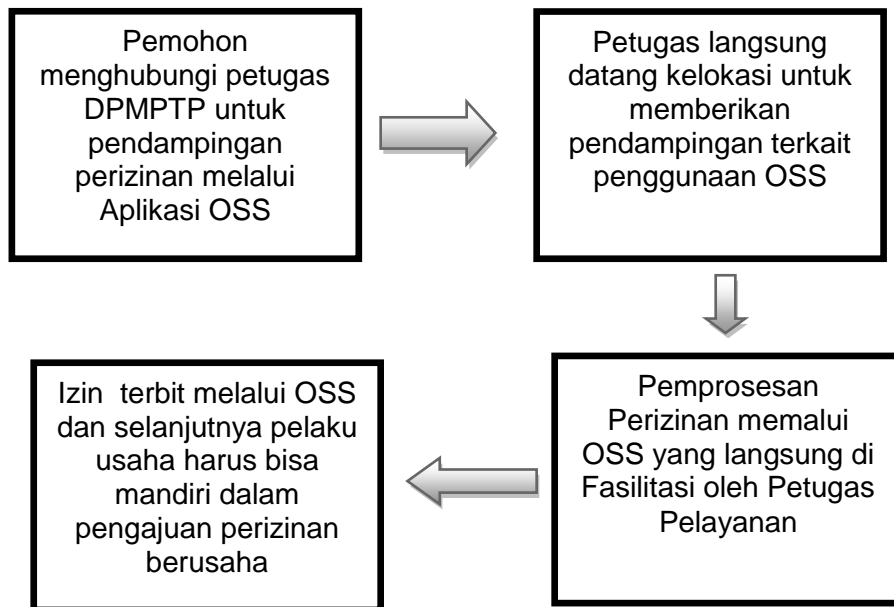 Pemohon
menghubungi petugas
DPMPTP untuk
pendampingan
perizinan melalui
Aplikasi OSS
Petugas langsung
datang kelokasi untuk
memberikan
pendampingan terkait
penggunaan OSS
Pemprosesan
Perizinan memalui
OSS yang langsung di
Fasilitasi oleh Petugas
Pelayanan
Izin  terbit melalui OSS
dan selanjutnya pelaku
usaha harus bisa
mandiri dalam
pengajuan perizinan
berusaha